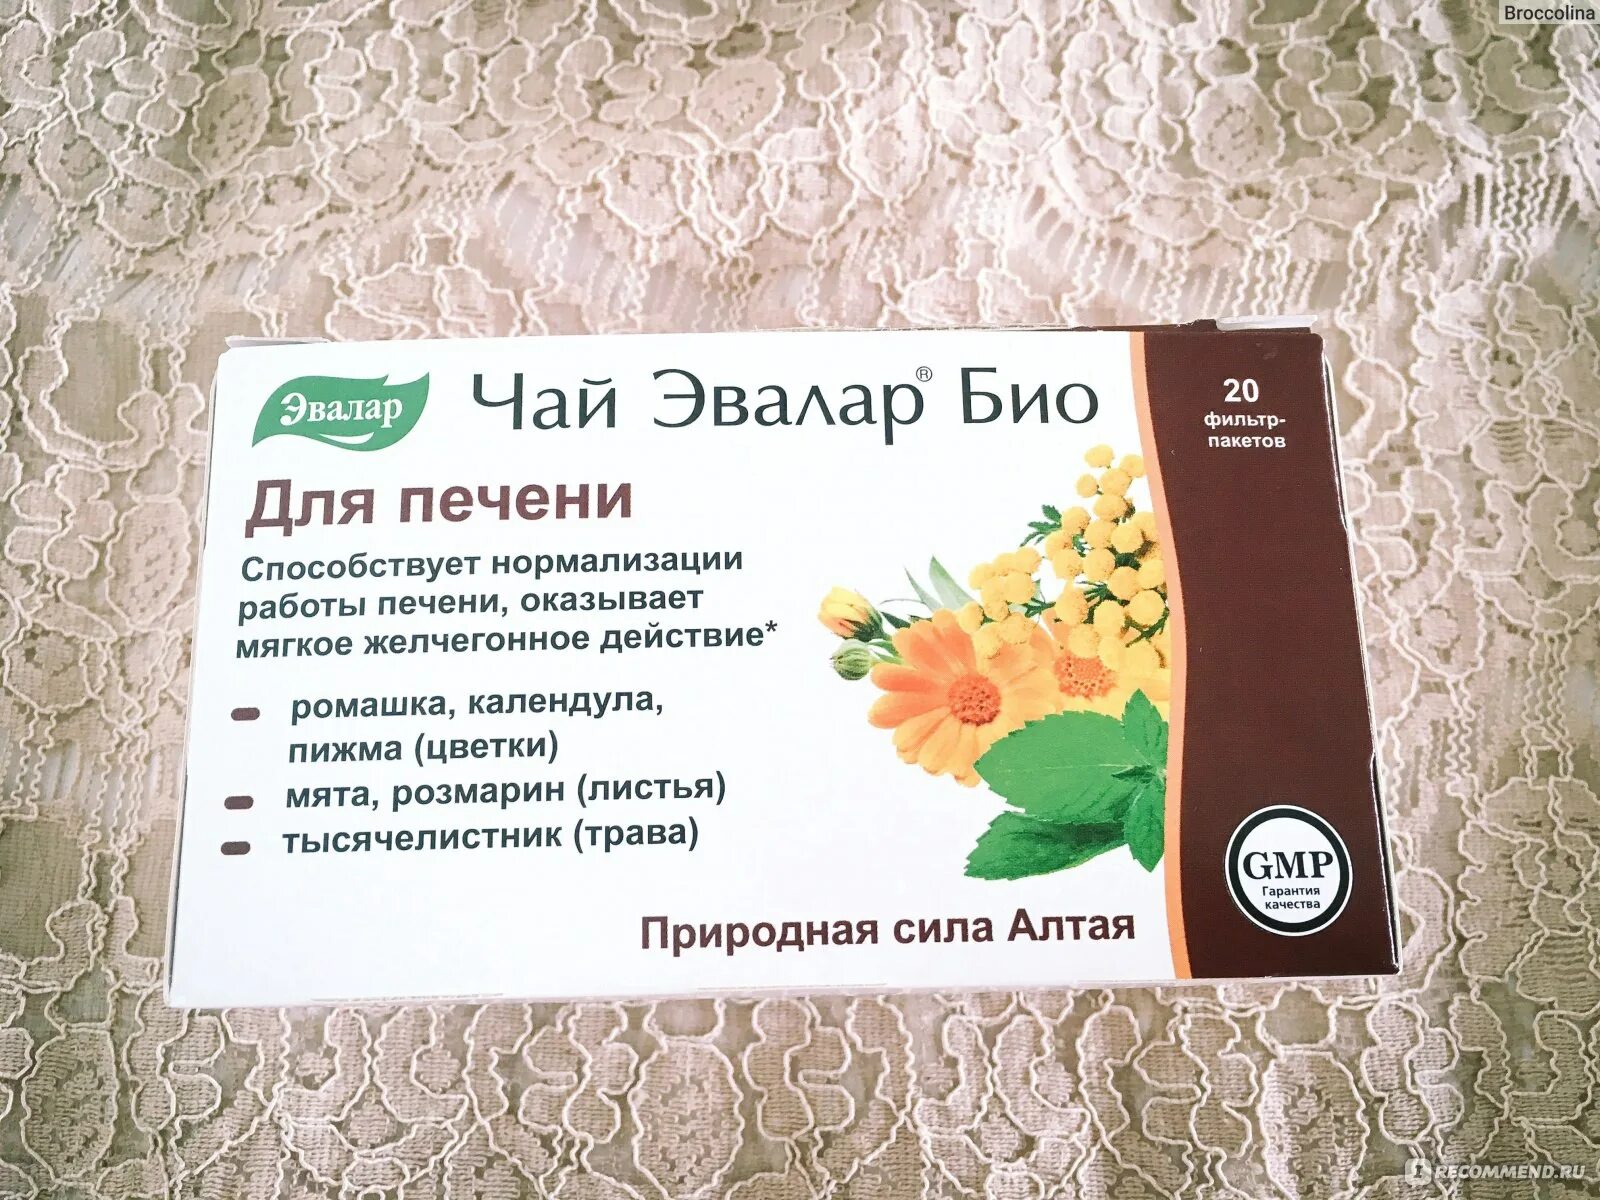 Broccolina
Эвалар
Чай Эвалар® Био
Для печени
Способствует нормализации
работы печени, оказывает
мягкое желчегонное действие*
ромашка, календула,
пижма (цветки)
мята, розмарин (листья)
тысячелистник (трава)
Природная сила Алтая
20
фильтр-
пакетов
GMP
Гарантия
качества
RECOMMEND.RU